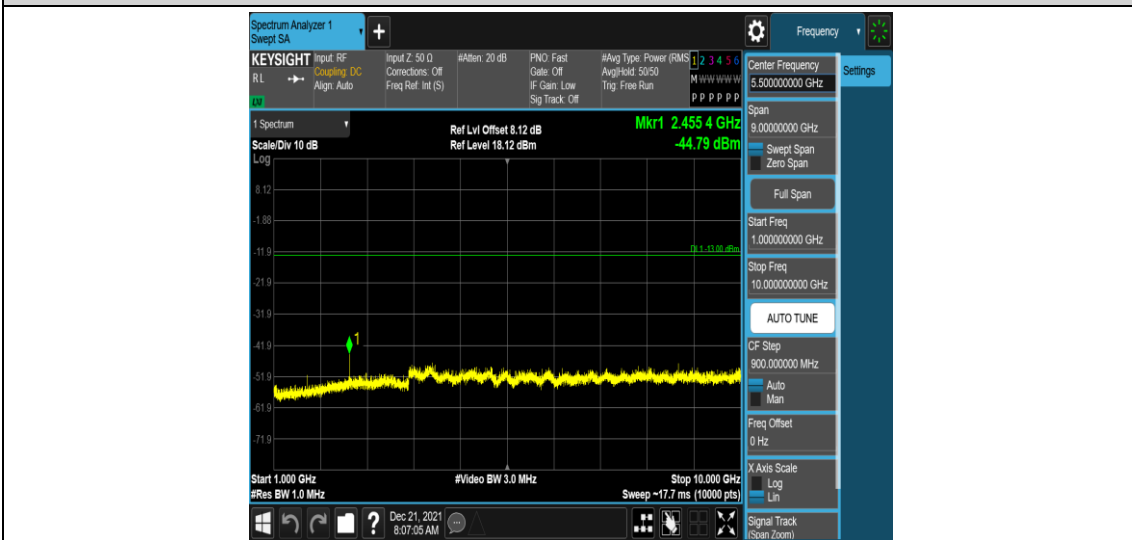 Spectrum Analyzer 1
Swept SA
+
Frequency
KEYSIGHT
RL
LXI
Input: RF
Coupling: DC
Align: Auto
Input Z: 50 Ω
Corrections: Off
Freq Ref: Int (S)
#Atten: 20 dB
PNO: Fast
Gate: Off
IF Gain: Low
Sig Track: Off
#Avg Type: Power (RMS
Avg|Hold: 50/50
Trig: Free Run
1 2 3 4 5 6
M W W W W W
P P P P P P
Center Frequency
5.500000000 GHz
Settings
Span
9.00000000 GHz
Swept Span
Zero Span
Full Span
Start Freq
1.000000000 GHz
Stop Freq
10.000000000 GHz
AUTO TUNE
CF Step
900.000000 MHz
Auto
Man
Freq Offset
0 Hz
X Axis Scale
Log
Lin
Signal Track
(Span Zoom)
1 Spectrum
Scale/Div 10 dB
Log
Ref Lvl Offset 8.12 dB
Ref Level 18.12 dBm
Mkr1 2.455 4 GHz
-44.79 dBm
8.12
-1.88
-11.9
DL1 -13.00 dBm
-21.9
-31.9
-41.9
1
-51.9
-61.9
-71.9
Start 1.000 GHz
#Res BW 1.0 MHz
#Video BW 3.0 MHz
Stop 10.000 GHz
Sweep ~17.7 ms (10000 pts)
?
Dec 21, 2021
8:07:05 AM